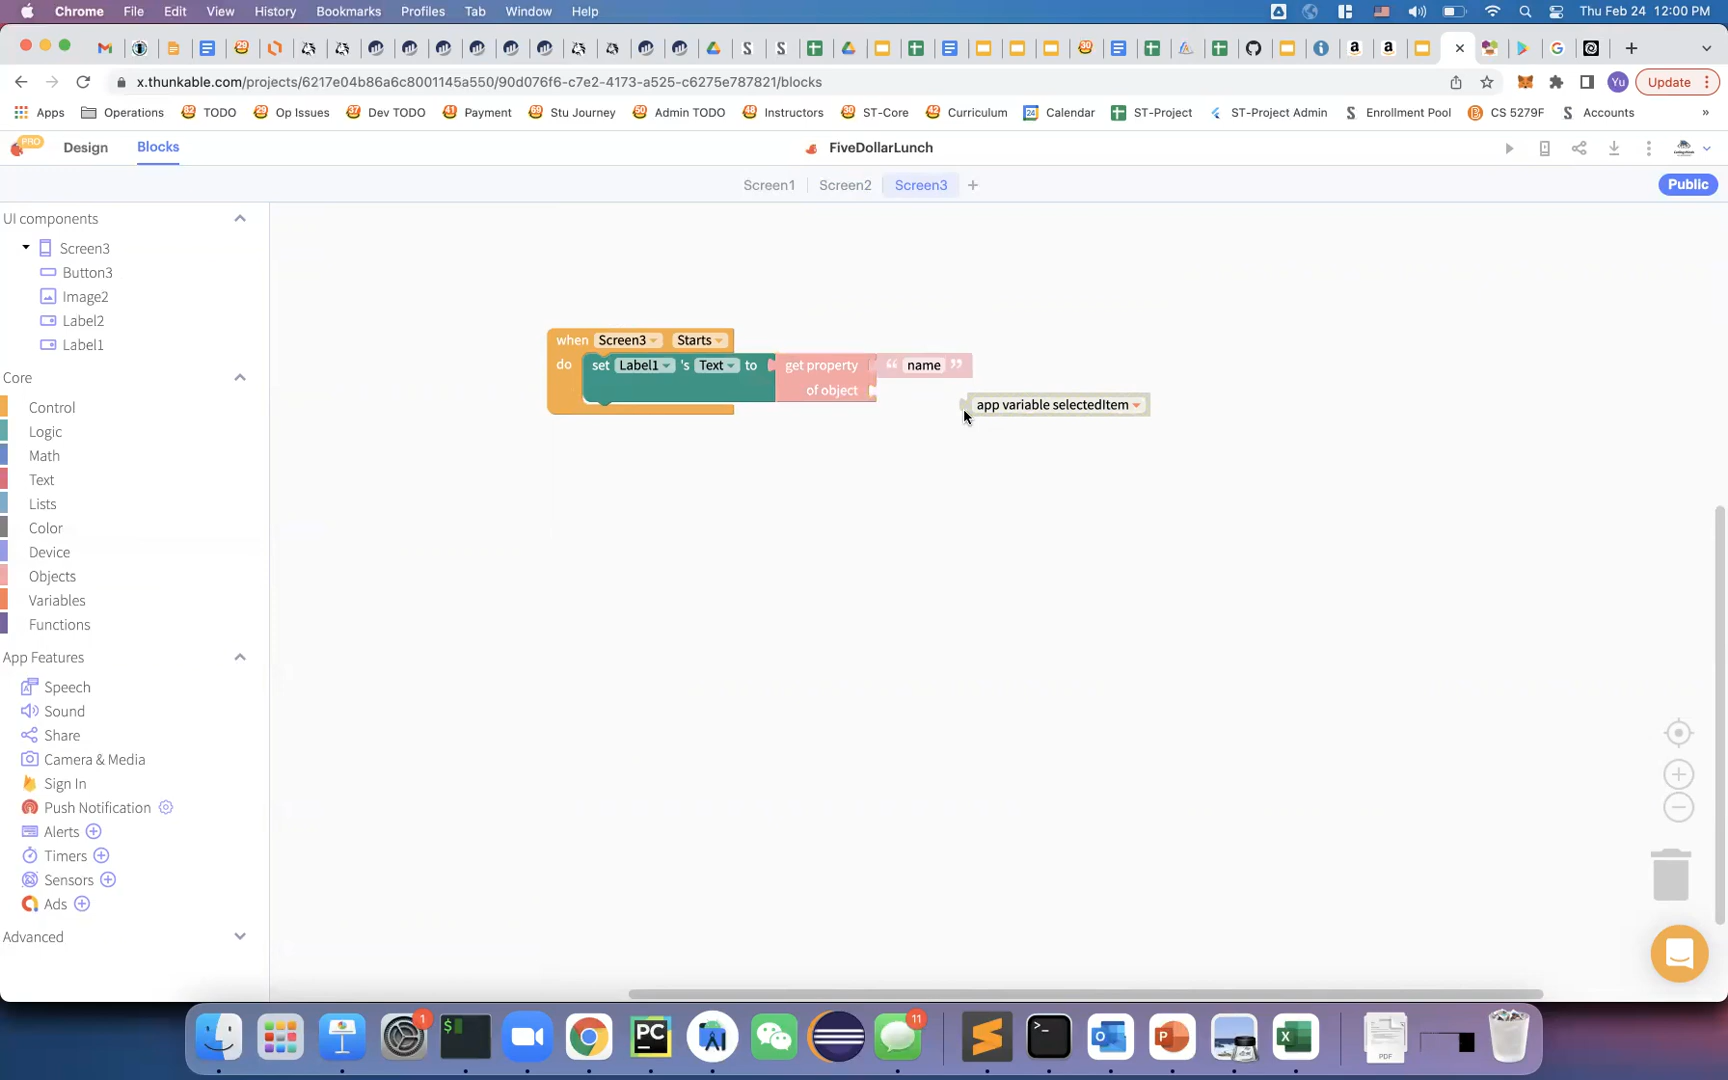 Chrome File Edit View History Bookmarks Profiles Tab Window Help Thu Feb 24 12:00 PM
x.thunkable.com/projects/6217e04b86a6c8001145a550/90d076f6-c7e2-4173-a525-c6275e787821/blocks Yu Update
Apps Operations TODO Op Issues Dev TODO Payment Stu Journey Admin TODO Instructors ST-Core Curriculum Calendar ST-Project ST-Project Admin Enrollment Pool CS 5279F Accounts »
PRO Design Blocks FiveDollarLunch
Screen1 Screen2 Screen3 + Public
UI components
Screen3
Button3
Image2
Label2
Label1
Core
Control
Logic
Math
Text
Lists
Color
Device
Objects
Variables
Functions
App Features
Speech
Sound
Share
Camera & Media
Sign In
Push Notification
Alerts
Timers
Sensors
Ads
Advanced
when Screen3 Starts
do set Label1 's Text to get property “ name ”
of object
app variable selectedItem
1
11
PDF